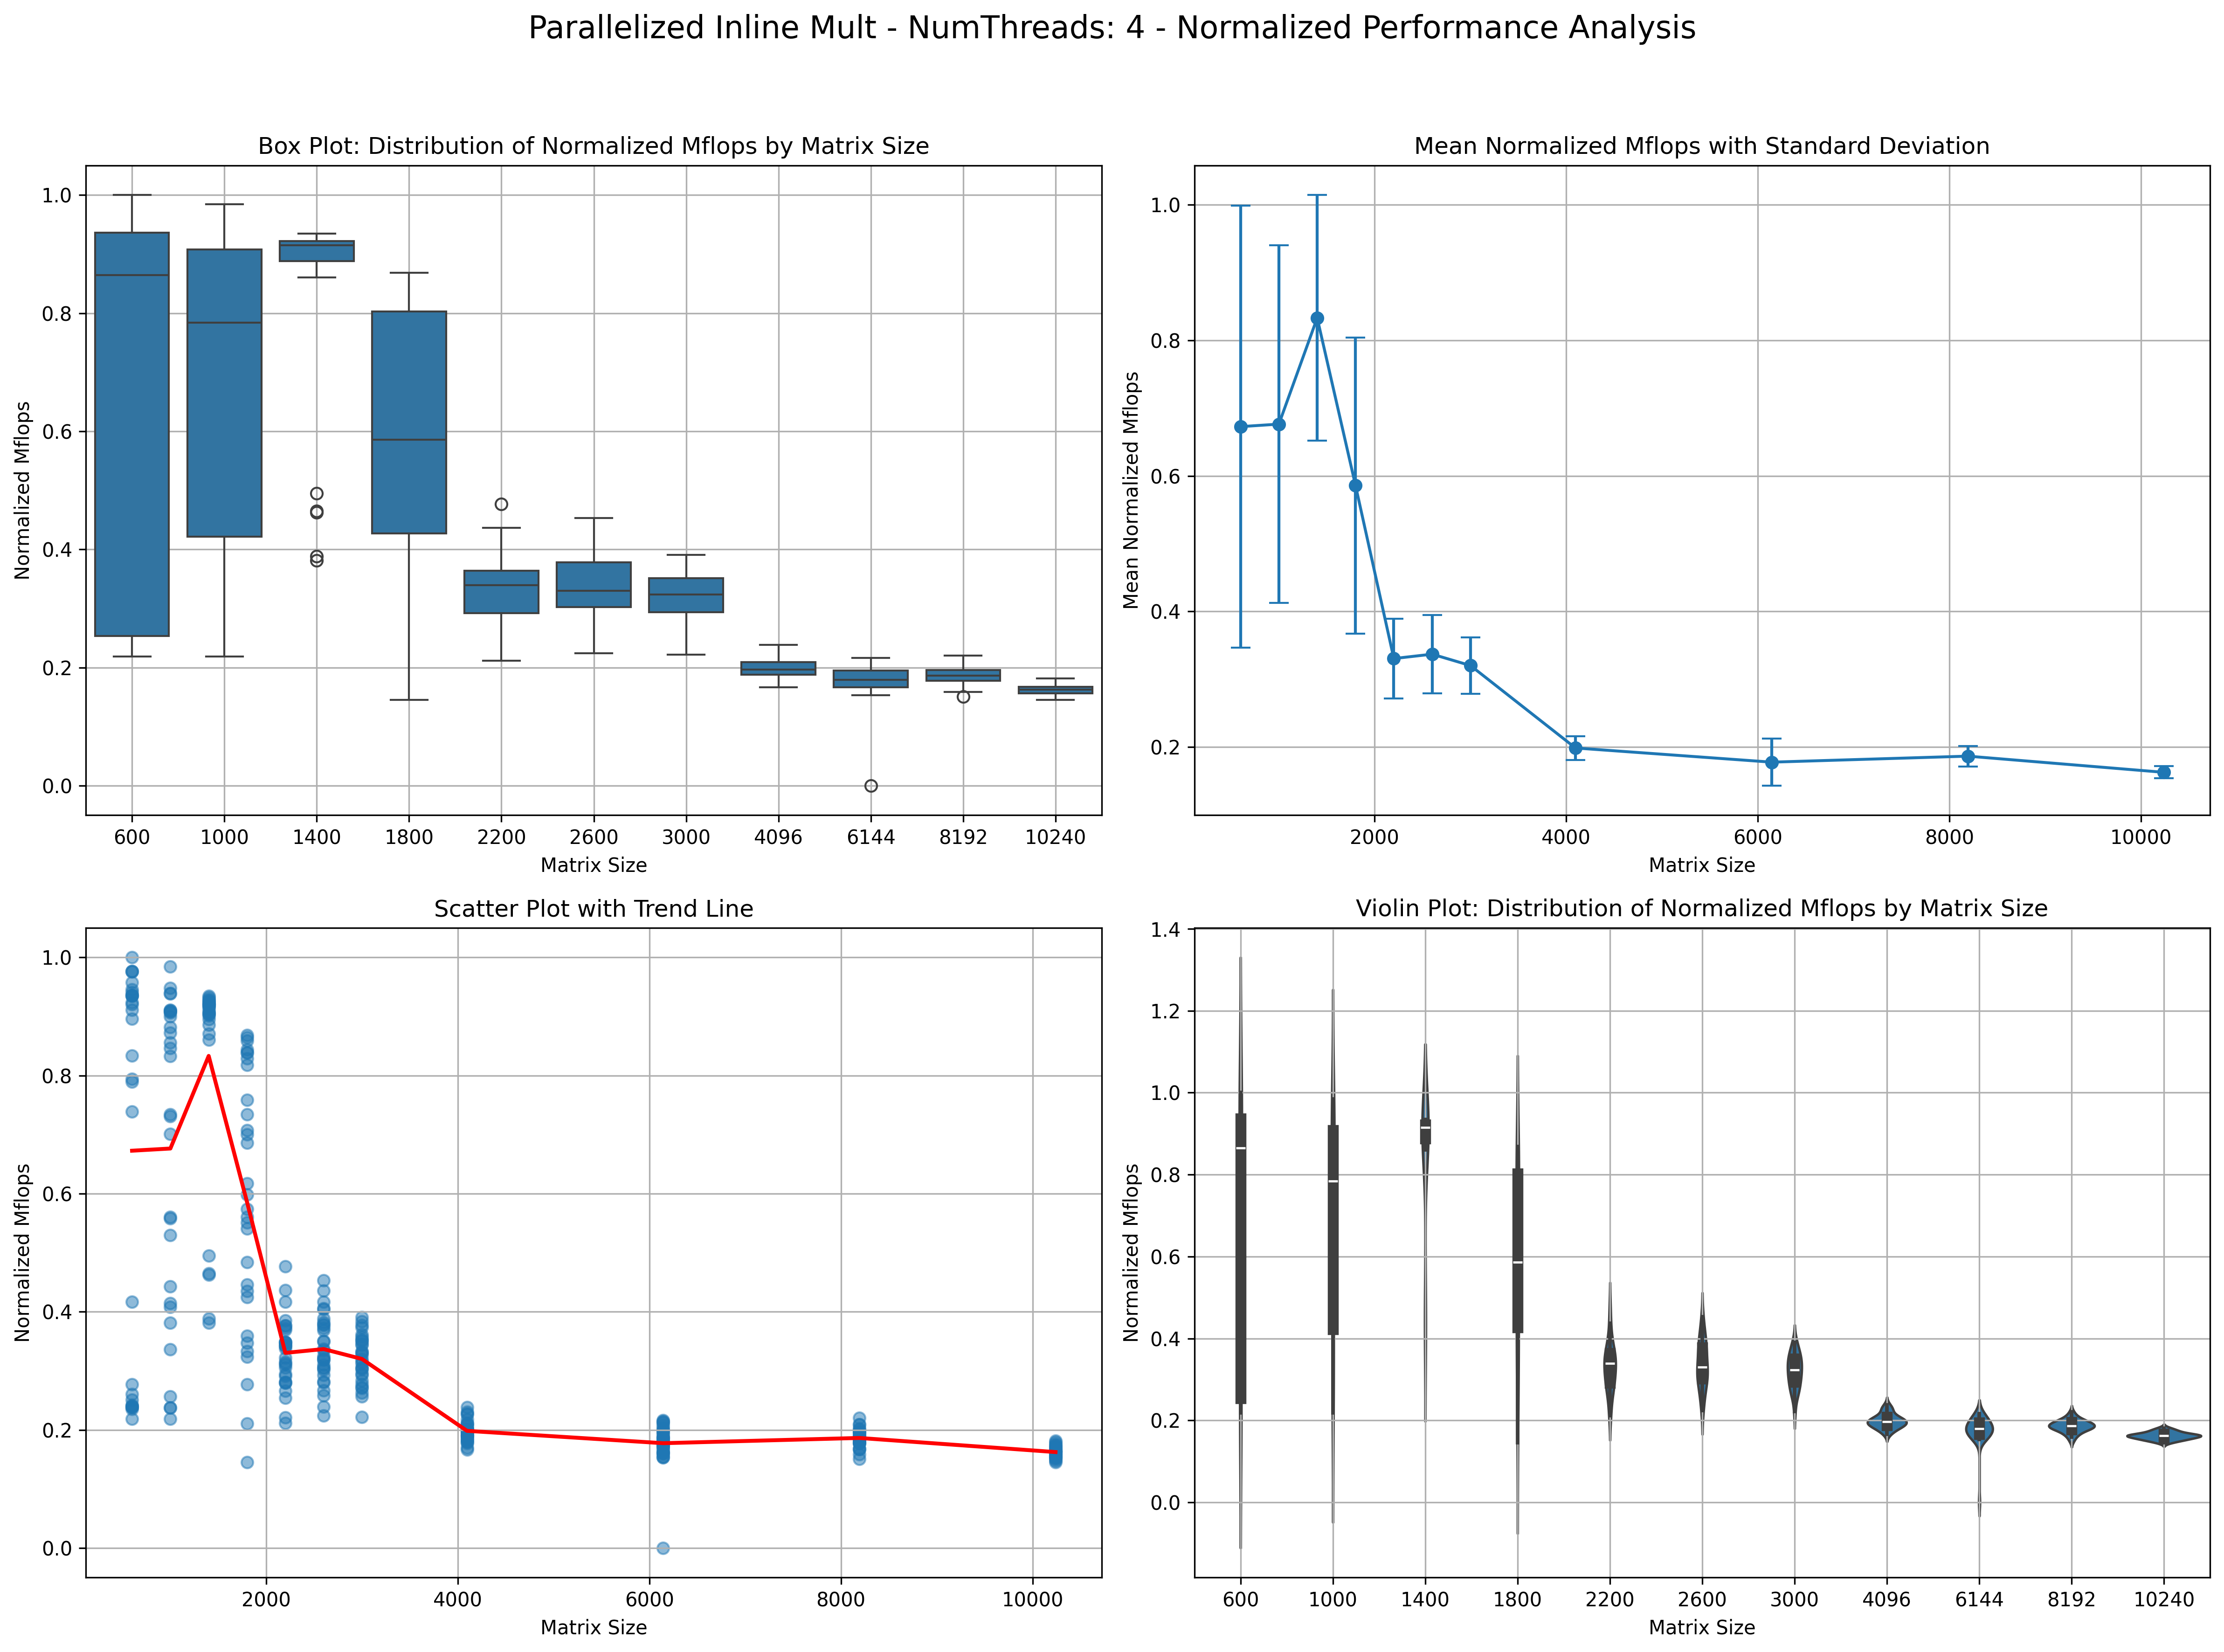 Parallelized Inline Mult - NumThreads: 4 - Normalized Performance Analysis
Box Plot: Distribution of Normalized Mflops by Matrix Size
Normalized Mflops
1.0
0.8
0.6
0.4
0.2
0.0
600 1000 1400 1800 2200 2600 3000 4096 6144 8192 10240
Matrix Size
Mean Normalized Mflops with Standard Deviation
Mean Normalized Mflops
1.0
0.8
0.6
0.4
0.2
2000 4000 6000 8000 10000
Matrix Size
Scatter Plot with Trend Line
Normalized Mflops
1.0
0.8
0.6
0.4
0.2
0.0
2000 4000 6000 8000 10000
Matrix Size
Violin Plot: Distribution of Normalized Mflops by Matrix Size
Normalized Mflops
1.4
1.2
1.0
0.8
0.6
0.4
0.2
0.0
600 1000 1400 1800 2200 2600 3000 4096 6144 8192 10240
Matrix Size